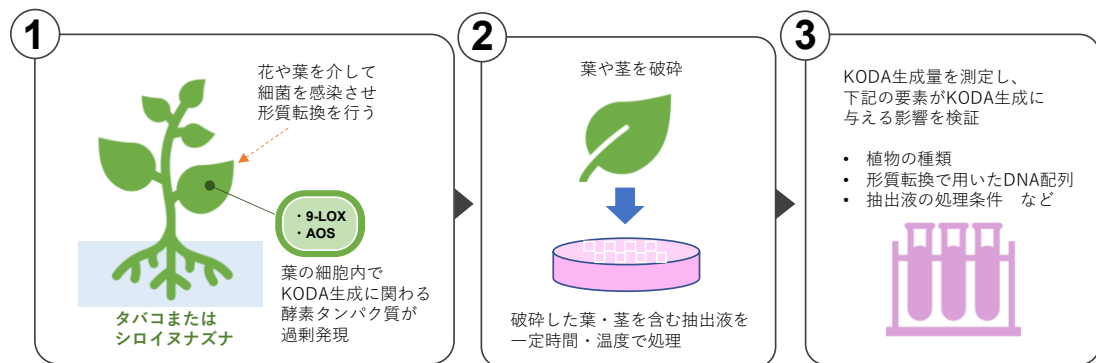 1
花や葉を介して
細菌を感染させ
形質転換を行う
・9-LOX
・AOS
葉の細胞内で
KODA生成に関わる
酵素タンパク質が
過剰発現
タバコまたは
シロイヌナズナ
2
葉や茎を破砕
破砕した葉・茎を含む抽出液を
一定時間・温度で処理
3
KODA生成量を測定し、
下記の要素がKODA生成に
与える影響を検証
• 植物の種類
• 形質転換で用いたDNA配列
• 抽出液の処理条件 など